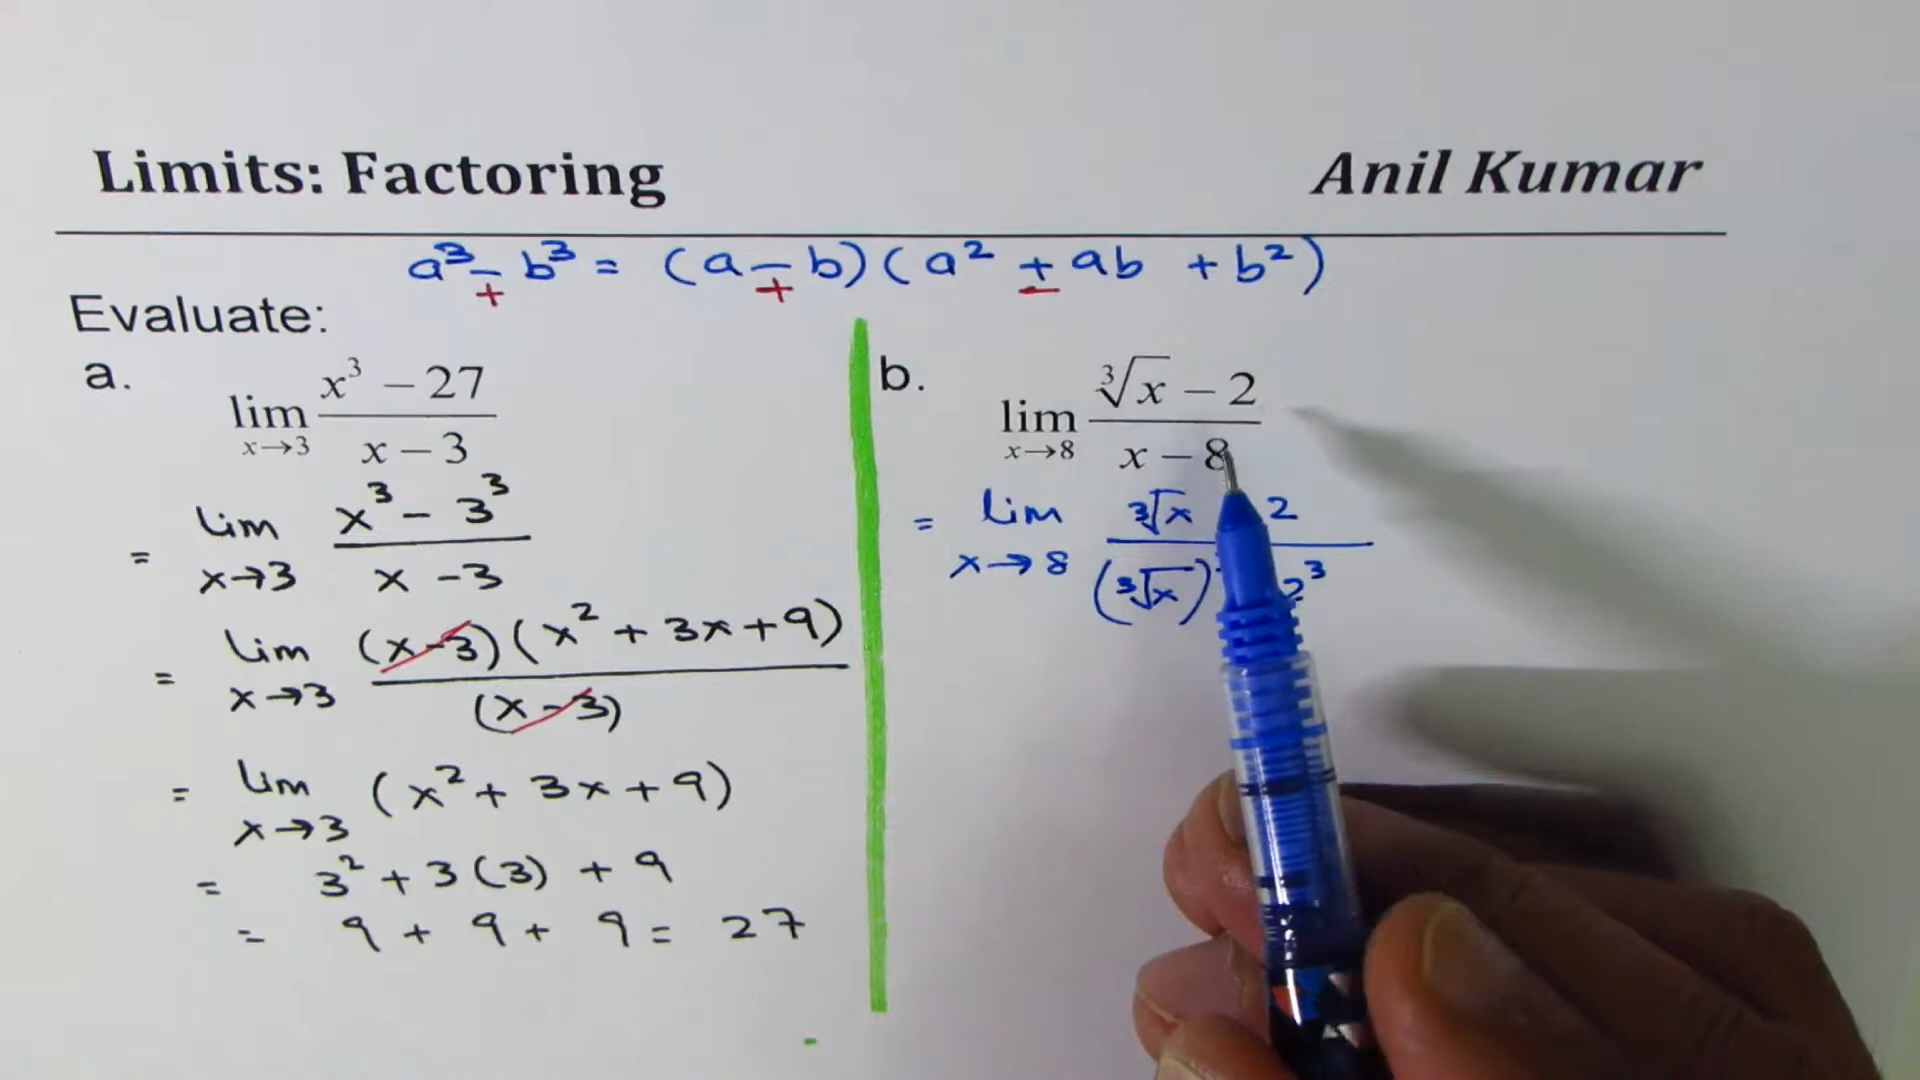 Limits: Factoring
Anil Kumar
a³ - b³ = (a - b)(a² + ab + b²)
+ + _
Evaluate:
a.
lim x→3 (x³ - 27)/(x - 3)
= lim x→3 (x³ - 3³)/(x - 3)
= lim x→3 (x-3)(x² + 3x + 9)/(x - 3)
= lim x→3 (x² + 3x + 9)
= 3² + 3(3) + 9
= 9 + 9 + 9 = 27
b.
lim x→8 (∛x - 2)/(x - 8)
= lim x→8 ∛x 2/(∛x) 2³